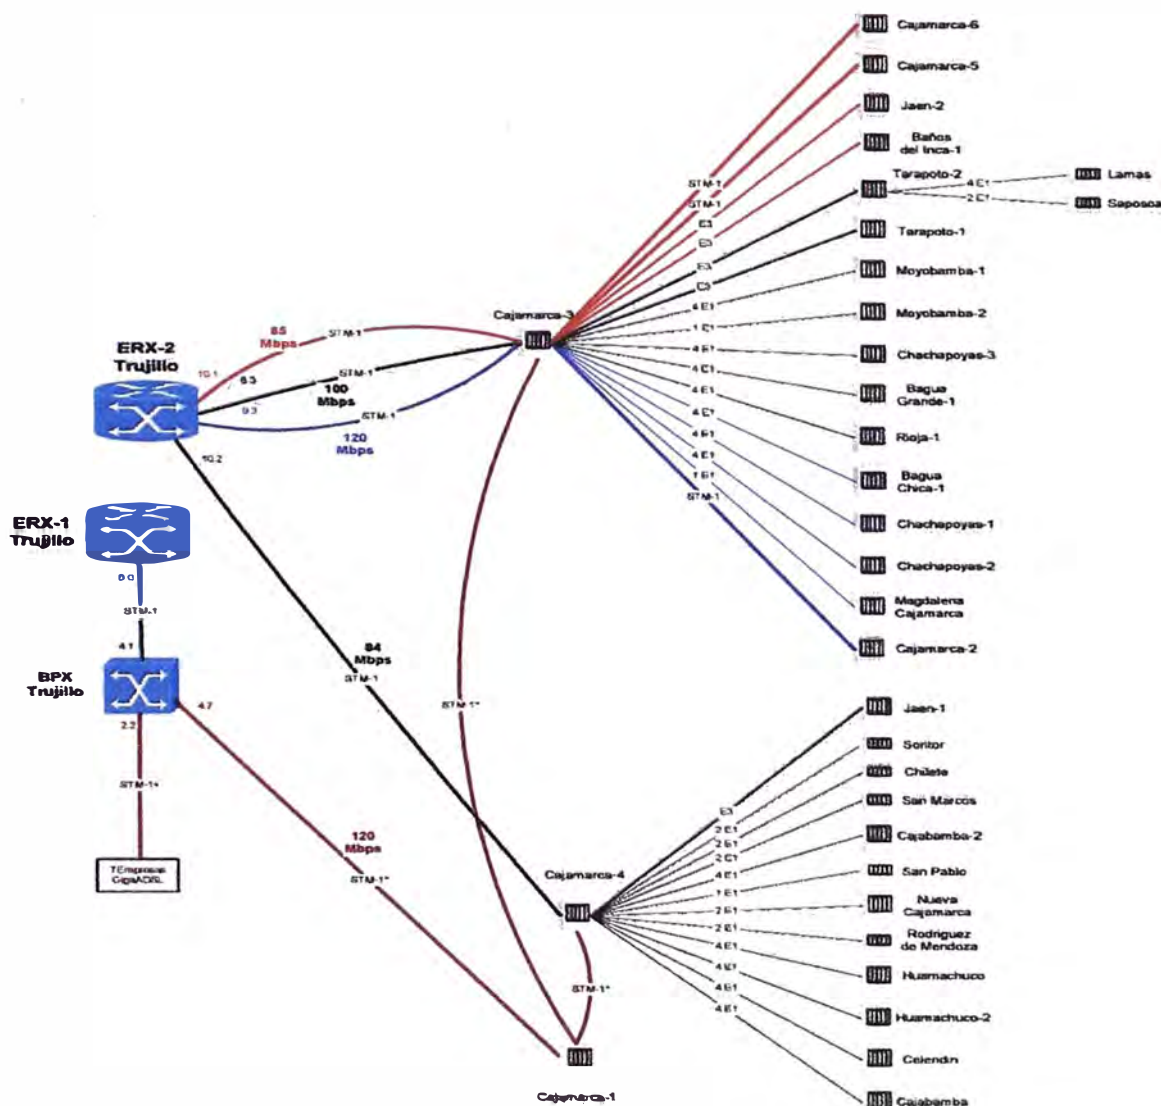 Cajamarca-6
Cajamarca-5
Jaen-2
Baños
del Inca-1
Tarapoto-2
Lamas
Saposoa
Tarapoto-1
Moyobamba-1
Moyobamba-2
Chachapoyas-3
Bagua
Grande-1
Rioja-1
Bagua
Chica-1
Chachapoyas-1
Chachapoyas-2
Magdalena
Cajamarca
Cajamarca-2
STM-1
STM-1
E3
E3
E3
E3
4 E1
1 E1
4 E1
4 E1
4 E1
4 E1
4 E1
4 E1
1 E1
STM-1
4 E1
2 E1
Cajamarca-3
85
Mbps
STM-1
10.1
STM-1
100
Mbps
9.3
STM-1
120
Mbps
ERX-2
Trujillo
10.2
ERX-1
Trujillo
STM-1
4.1
BPX
Trujillo
4.7
2.2
STM-1*
TEmpresas
GigaADSL
84
Mbps
STM-1
STM-1*
120
Mbps
STM-1*
Cajamarca-4
STM-1*
Cajamarca-1
Jaen-1
Soritor
Chilete
San Marcos
Cajabamba-2
San Pablo
Nueva
Cajamarca
Rodriguez
de Mendoza
Huamachuco
Huamachuco-2
Celendin
Cajabamba
E3
2 E1
2 E1
2 E1
4 E1
1 E1
2 E1
2 E1
4 E1
4 E1
4 E1
4 E1